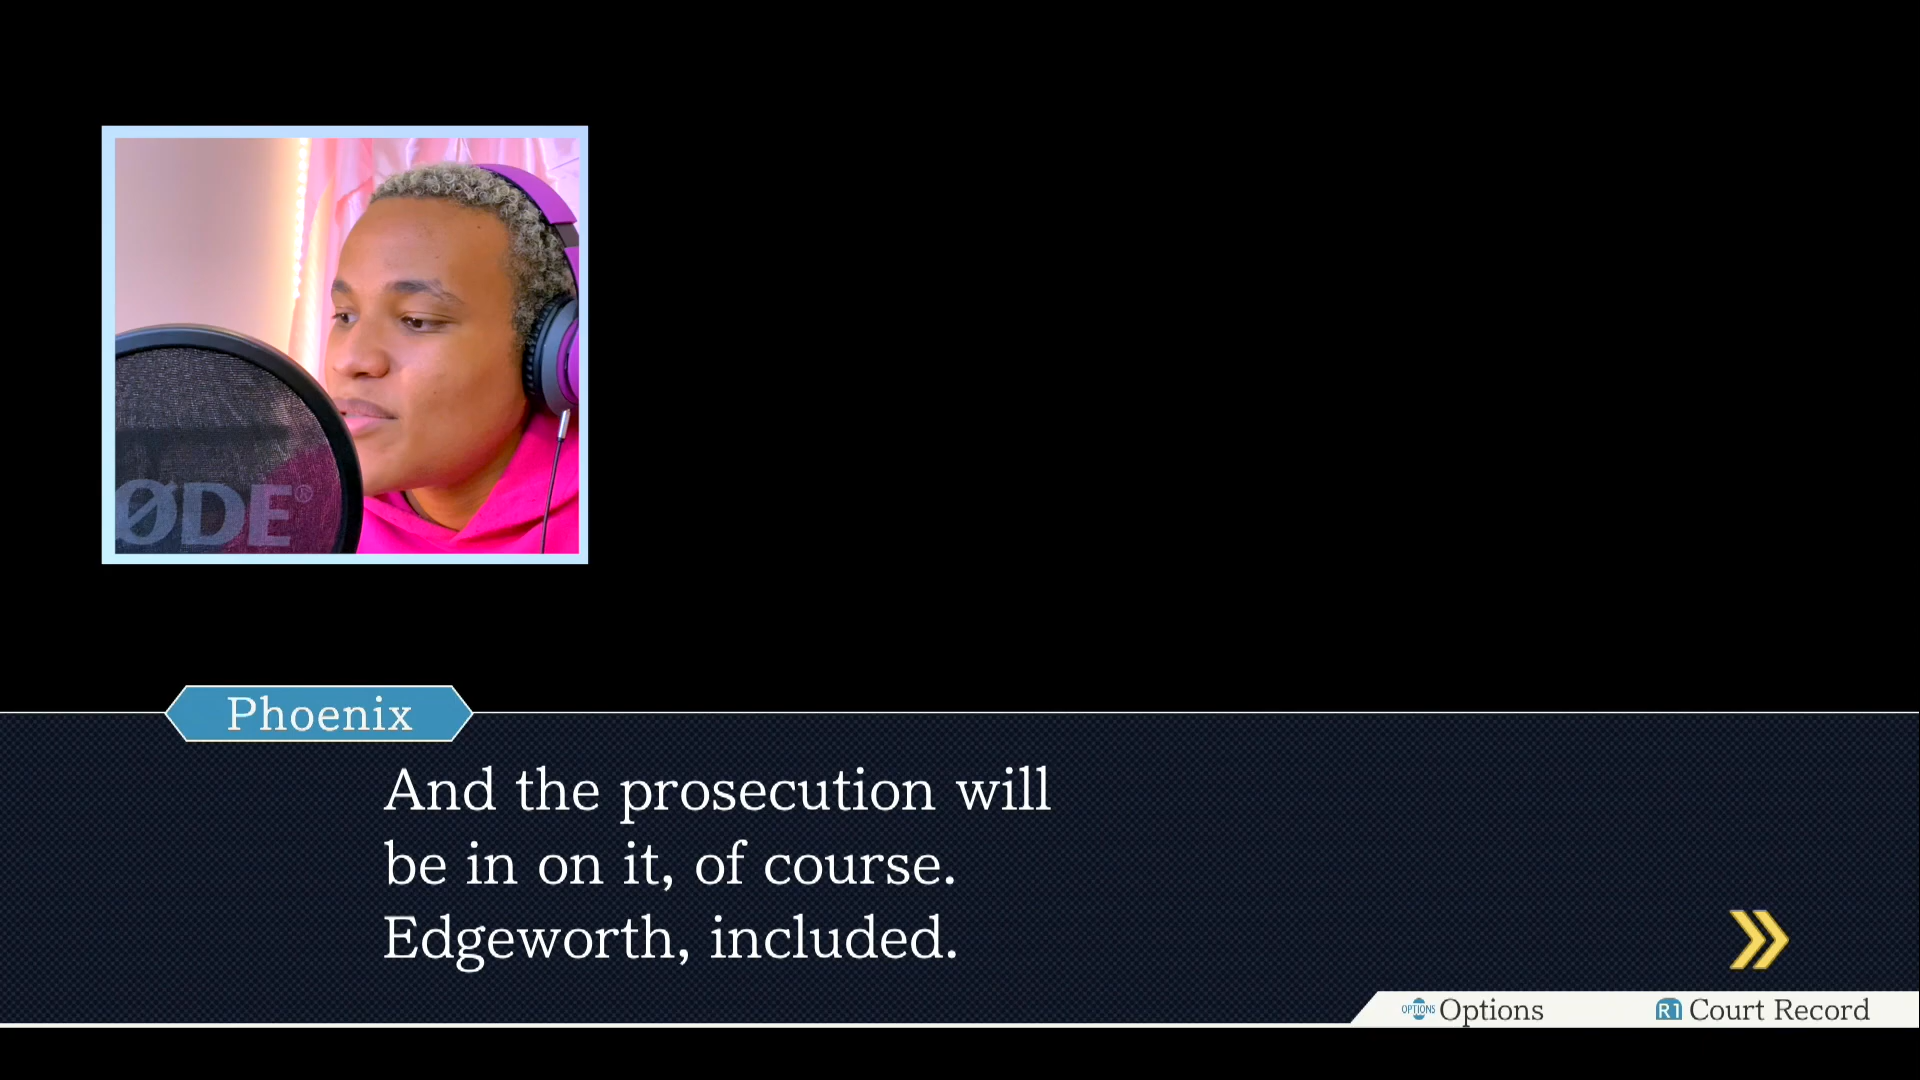 ØDE®
Phoenix
And the prosecution will
be in on it, of course.
Edgeworth, included.
OPTIONS Options
R1 Court Record